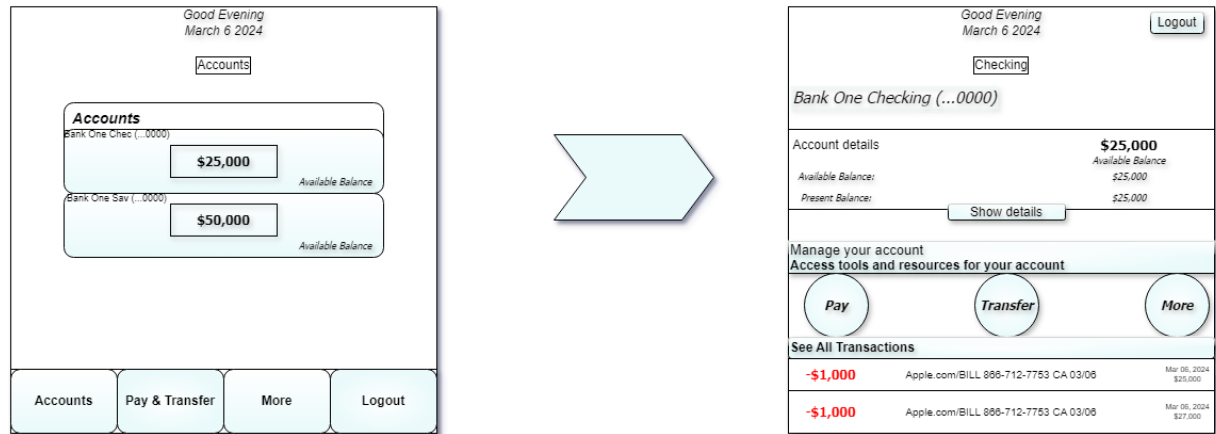 Good Evening
March 6 2024
Accounts
Accounts
Bank One Chec (...0000)
$25,000
Available Balance
Bank One Sav (...0000)
$50,000
Available Balance
Accounts
Pay & Transfer
More
Logout
Good Evening
March 6 2024
Logout
Checking
Bank One Checking (...0000)
Account details
$25,000
Available Balance
Available Balance:
$25,000
Present Balance:
$25,000
Show details
Manage your account
Access tools and resources for your account
Pay
Transfer
More
See All Transactions
-$1,000
Apple.com/BILL 866-712-7753 CA 03/06
Mar 06, 2024
$25,000
-$1,000
Apple.com/BILL 866-712-7753 CA 03/06
Mar 06, 2024
$27,000